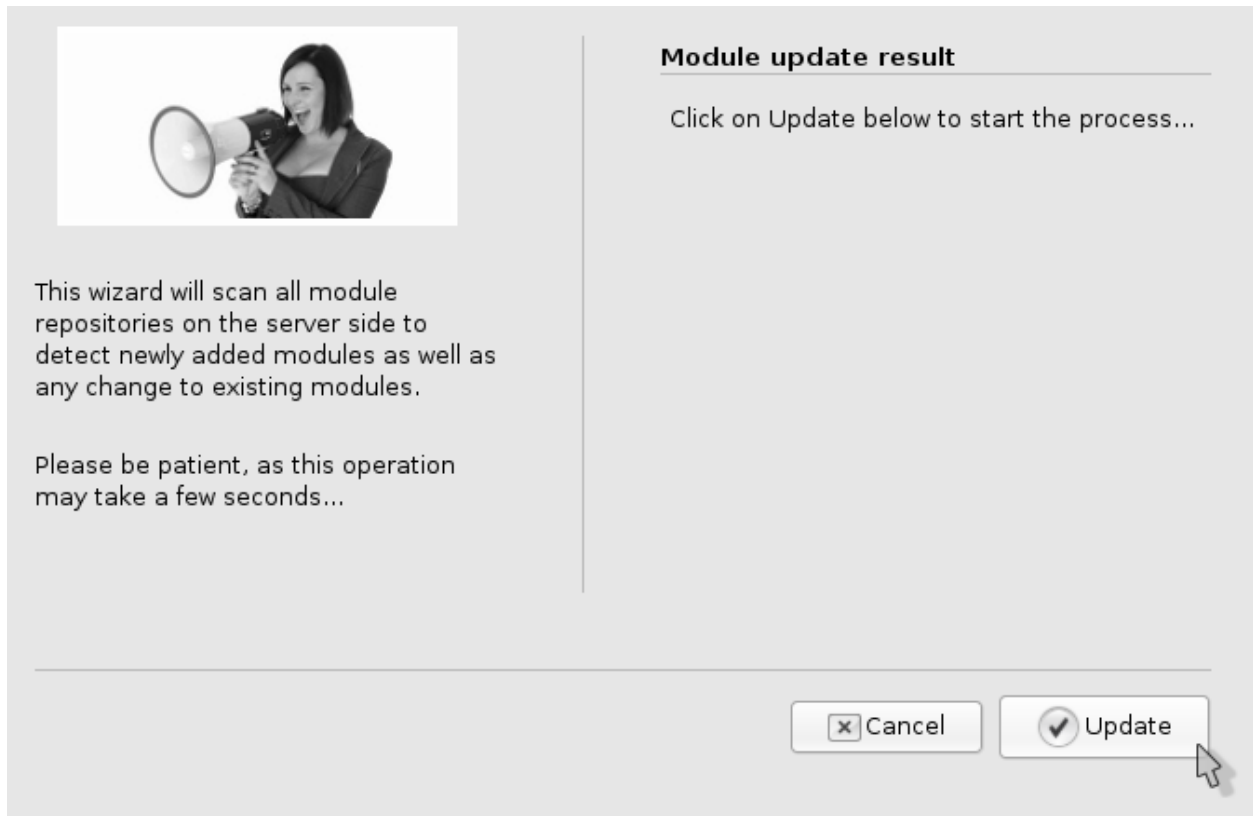 This wizard will scan all module
repositories on the server side to
detect newly added modules as well as
any change to existing modules.
Please be patient, as this operation
may take a few seconds...
Module update result
Click on Update below to start the process...
Cancel
Update